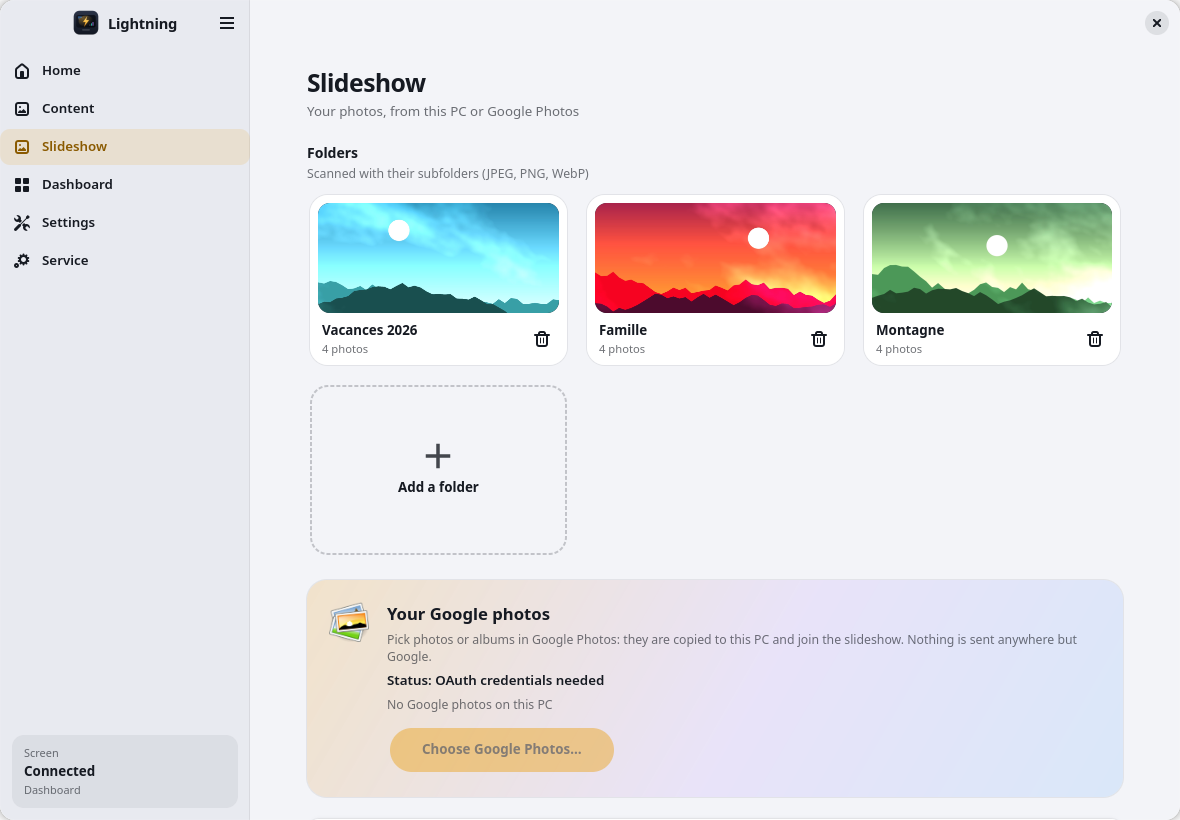 Lightning
Home
Content
Slideshow
Dashboard
Settings
Service
Screen
Connected
Dashboard
Slideshow
Your photos, from this PC or Google Photos
Folders
Scanned with their subfolders (JPEG, PNG, WebP)
Vacances 2026
4 photos
Famille
4 photos
Montagne
4 photos
Add a folder
Your Google photos
Pick photos or albums in Google Photos: they are copied to this PC and join the slideshow. Nothing is sent anywhere but
Google.
Status: OAuth credentials needed
No Google photos on this PC
Choose Google Photos...